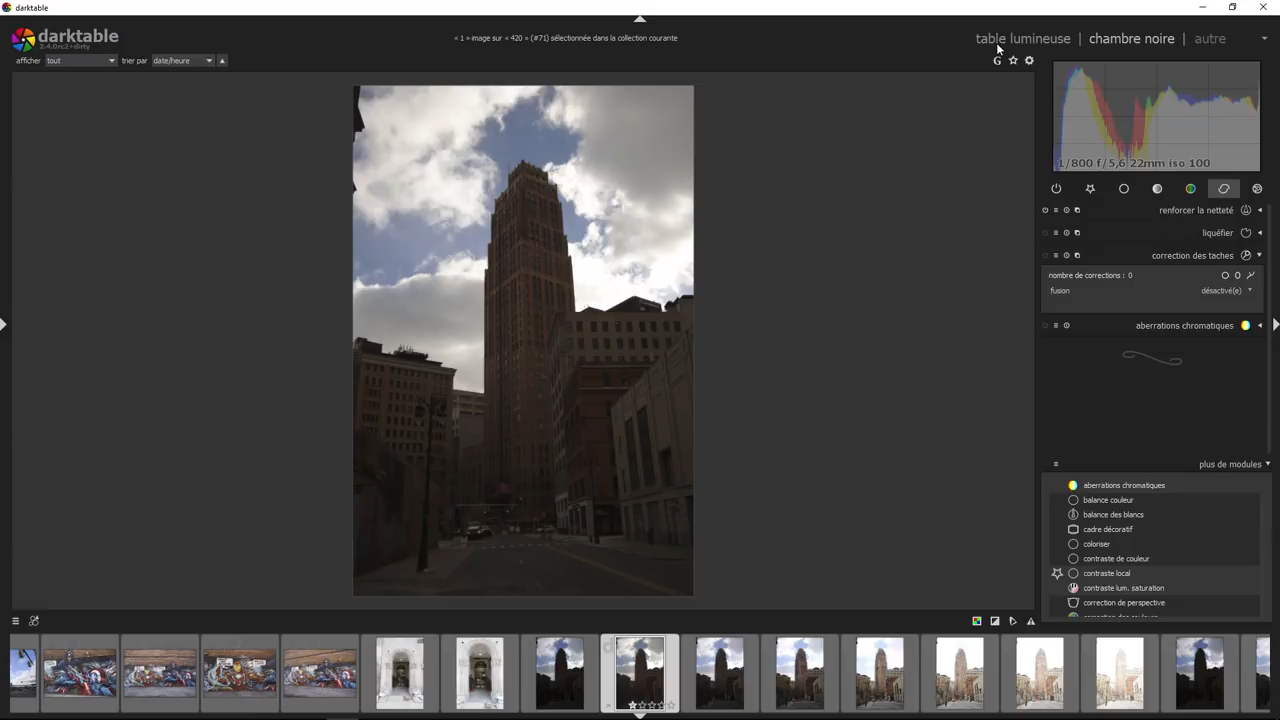 darktable
darktable
2.4.0rc2+dirty
« 1 » image sur « 420 » (#71) sélectionnée dans la collection courante
table lumineuse | chambre noire | autre
afficher tout trier par date/heure
G
1/800 f/5,6 22mm iso 100
renforcer la netteté
liquéfier
correction des taches
nombre de corrections : 0
fusion désactivé(e)
aberrations chromatiques
plus de modules
aberrations chromatiques
balance couleur
balance des blancs
cadre décoratif
coloriser
contraste de couleur
contraste local
contraste lum. saturation
correction de perspective